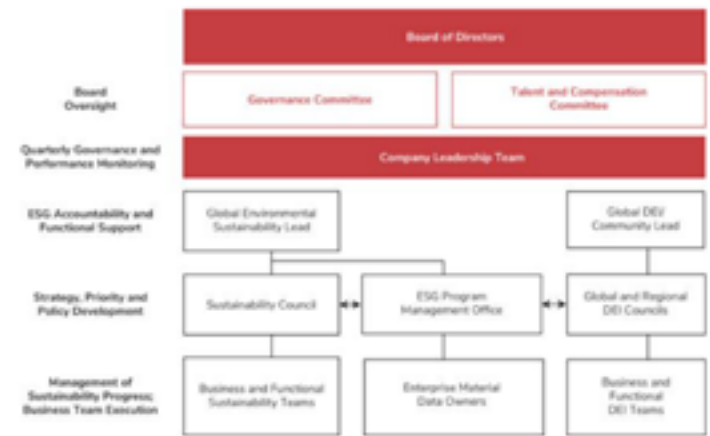 Board of Directors
Board
Oversight
Governance Committee
Talent and Compensation
Committee
Quarterly Governance and
Performance Monitoring
Company Leadership Team
ESG Accountability and
Functional Support
Global Environmental
Sustainability Lead
Global DEI/
Community Lead
Strategy, Priority and
Policy Development
Sustainability Council
ESG Program
Management Office
Global and Regional
DEI Councils
Management of
Sustainability Progress;
Business Team Execution
Business and Functional
Sustainability Teams
Enterprise Material
Data Owners
Business and
Functional
DEI Teams